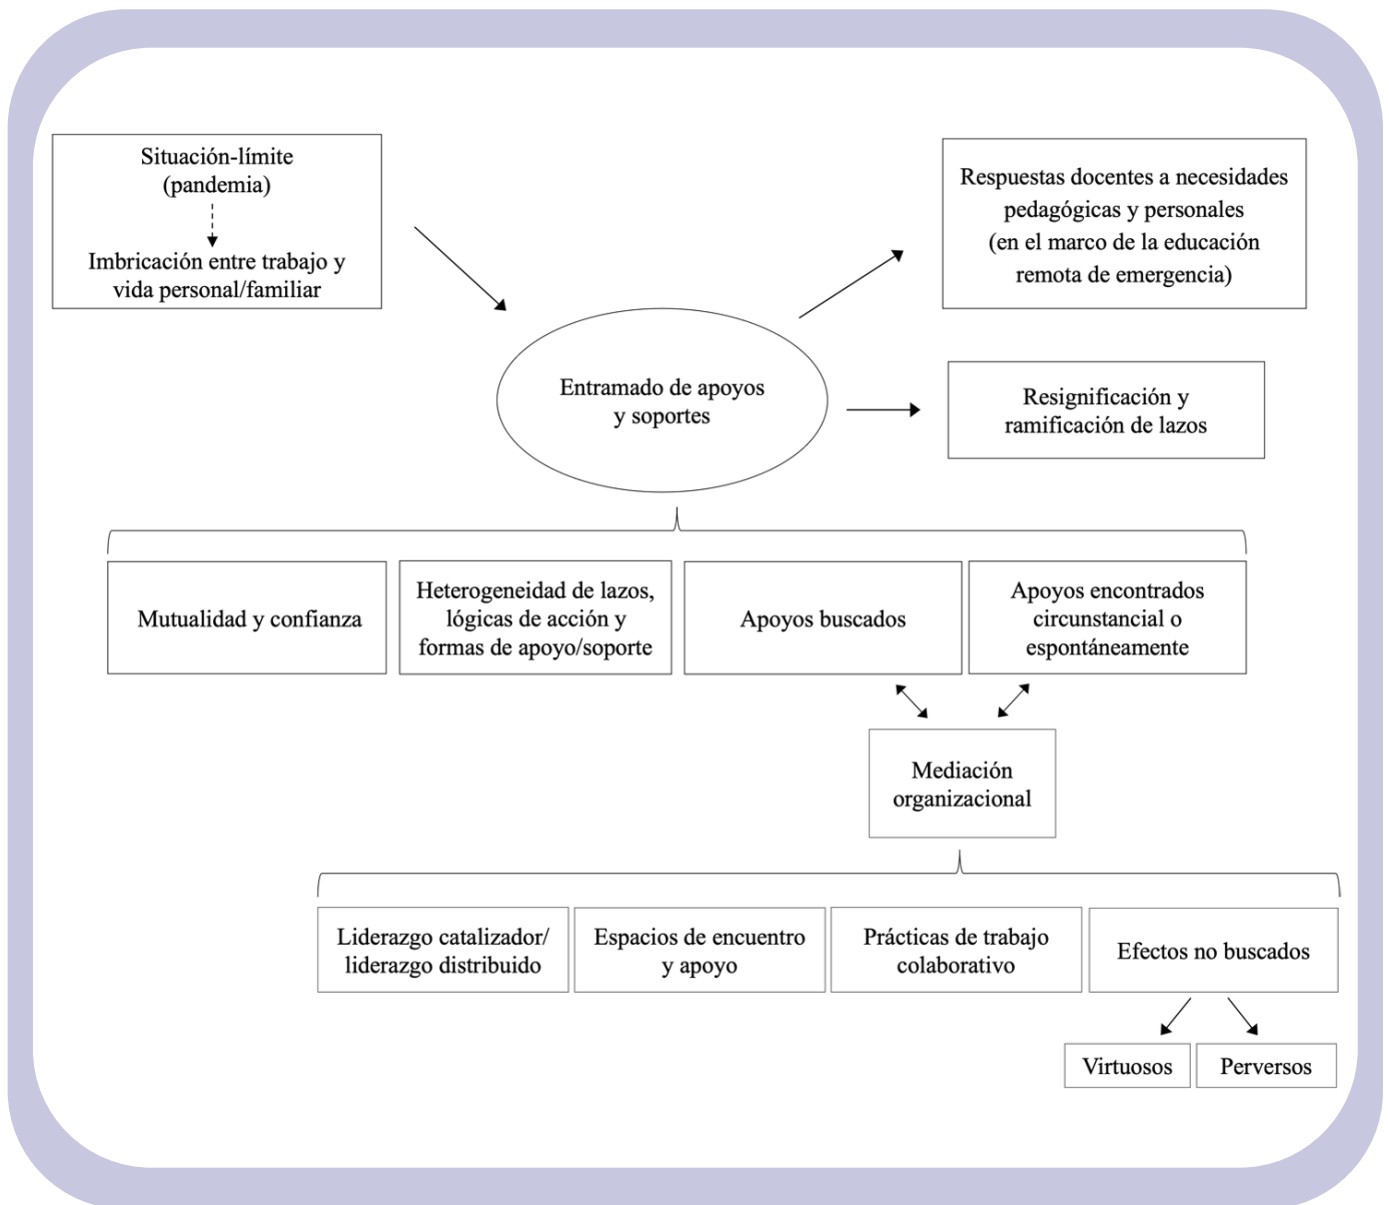 Situación-límite
(pandemia)
Imbricación entre trabajo y
vida personal/familiar
Respuestas docentes a necesidades
pedagógicas y personales
(en el marco de la educación
remota de emergencia)
Entramado de apoyos
y soportes
Resignificación y
ramificación de lazos
Mutualidad y confianza
Heterogeneidad de lazos,
lógicas de acción y
formas de apoyo/soporte
Apoyos buscados
Apoyos encontrados
circunstancial o
espontáneamente
Mediación
organizacional
Liderazgo catalizador/
liderazgo distribuido
Espacios de encuentro
y apoyo
Prácticas de trabajo
colaborativo
Efectos no buscados
Virtuosos
Perversos